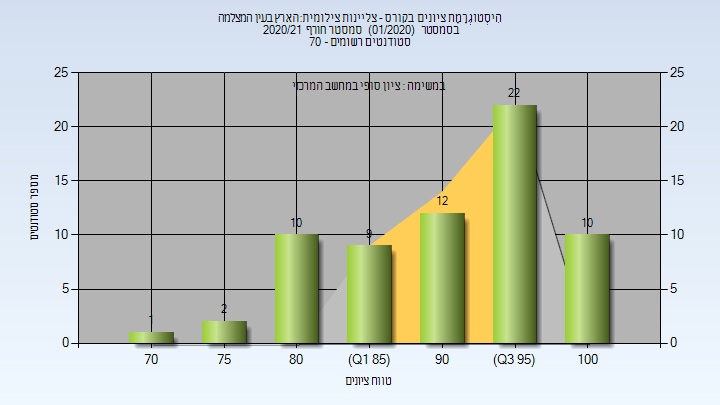 היסטוגרמת ציונים בקורס - צליינות צילומית:הארץ בעין המצלמה
בסמסטר (01/2020) סמסטר חורף 2020/21
סטודנטים רשומים - 70
במשימה : ציון סופי במחשב המרכזי
מספר סטודנטים
25 25
20 20
15 15
10 10
5 5
0 0
1 2 10 9 12 22 10
70 75 80 (Q1 85) 90 (Q3 95) 100
טווח ציונים